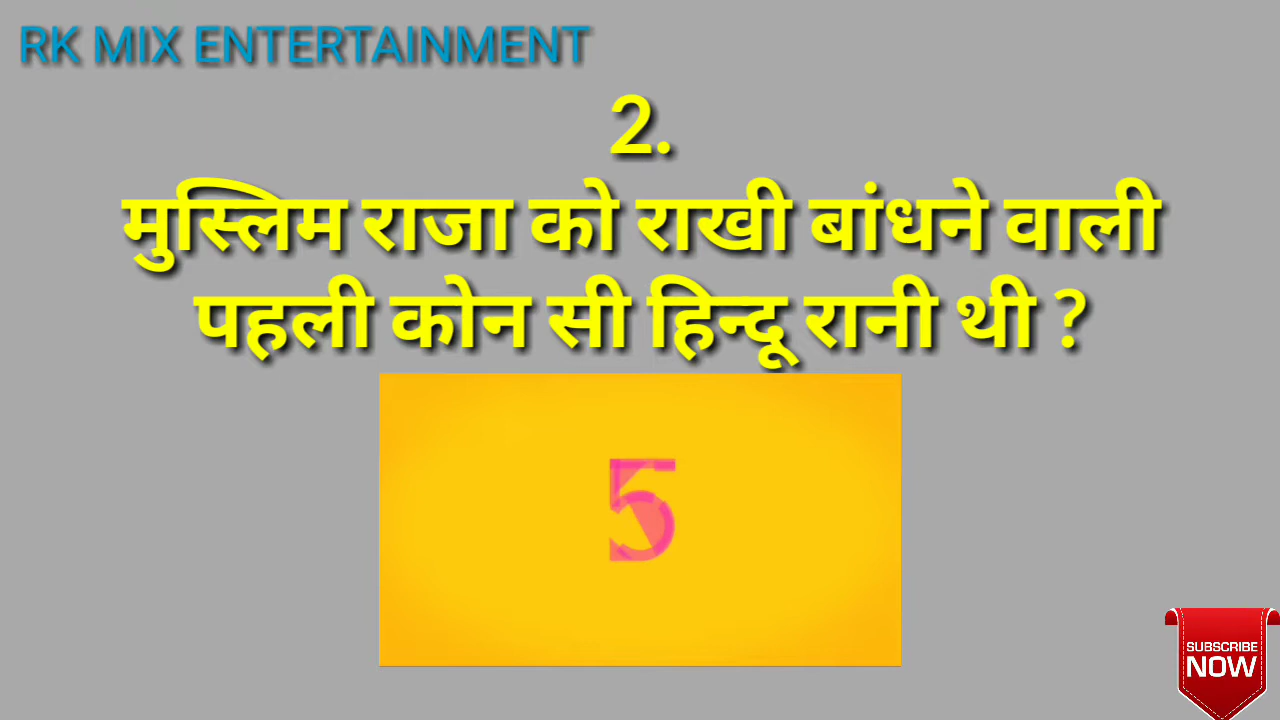 RK MIX ENTERTAINMENT
2.
मुस्लिम राजा को राखी बांधने वाली
पहली कोन सी हिन्दू रानी थी ?
5
SUBSCRIBE
NOW